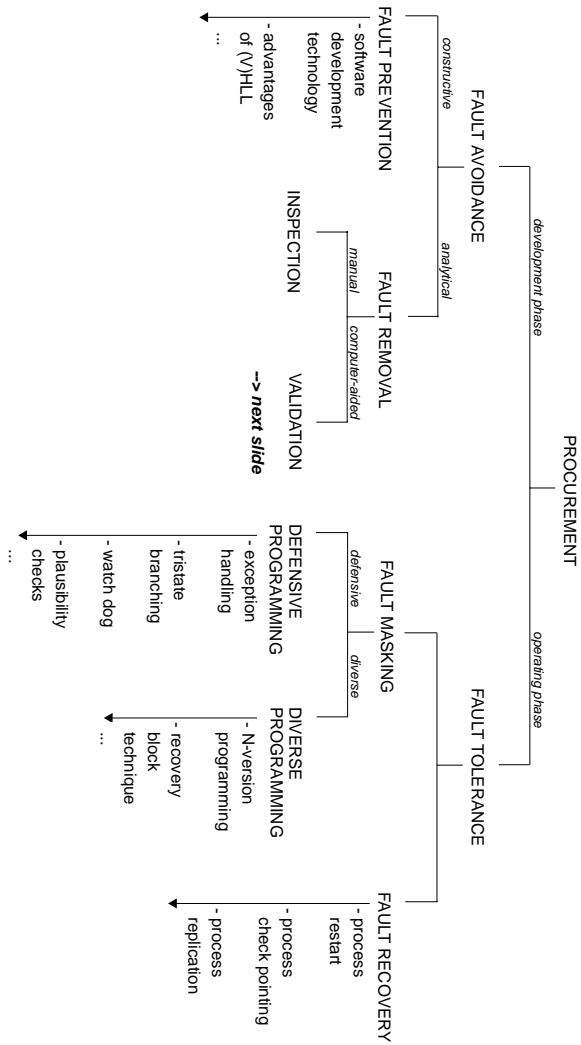 PROCUREMENT
development phase
operating phase
FAULT AVOIDANCE
FAULT TOLERANCE
constructive
analytical
FAULT PREVENTION
- software
development
technology
- advantages
of (V)HLL
...
FAULT REMOVAL
manual
computer-aided
INSPECTION
VALIDATION
--> next slide
FAULT MASKING
defensive
diverse
DEFENSIVE
PROGRAMMING
- exception
handling
- tristate
branching
- watch dog
- plausibility
checks
...
DIVERSE
PROGRAMMING
- N-version
programming
- recovery
block
technique
...
FAULT RECOVERY
- process
restart
- process
check pointing
- process
replication